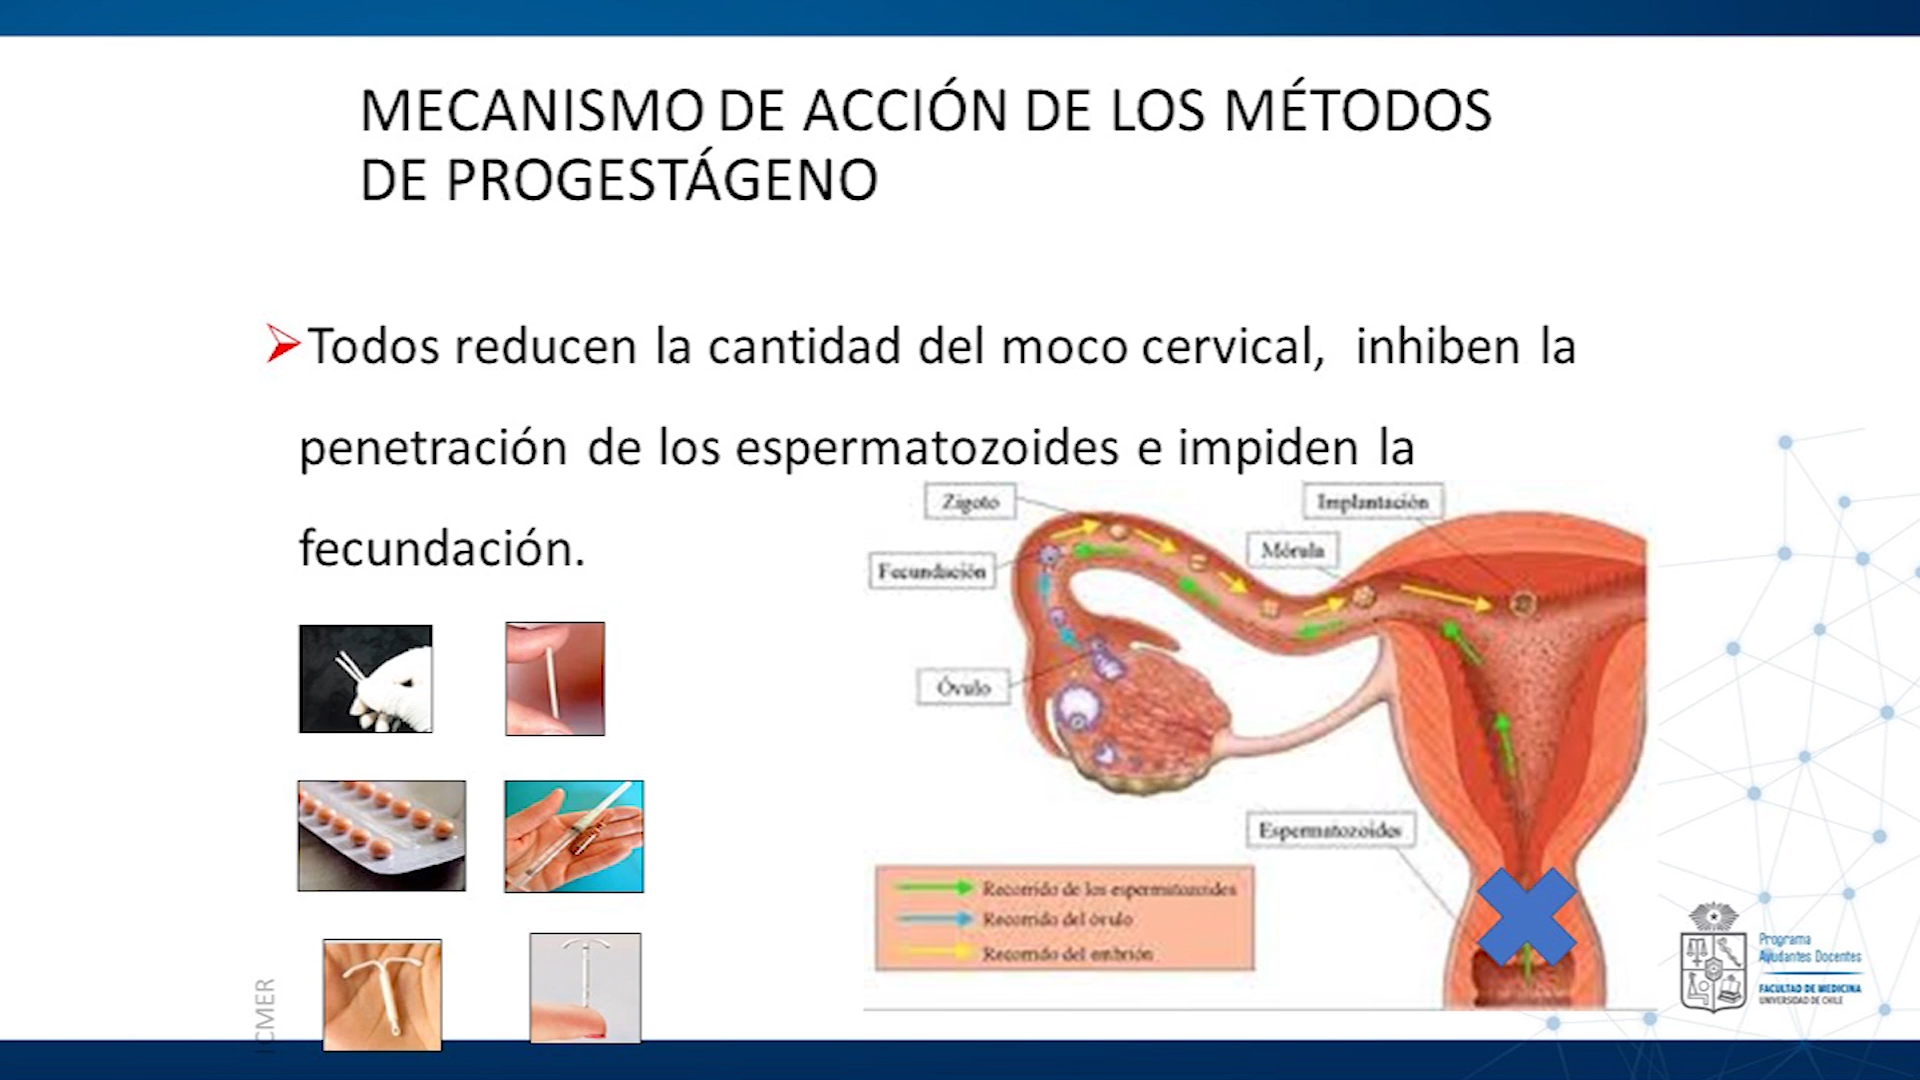 MECANISMO DE ACCIÓN DE LOS MÉTODOS
DE PROGESTÁGENO
Todos reducen la cantidad del moco cervical, inhiben la
penetración de los espermatozoides e impiden la
fecundación.
Zigoto
Implantación
Mórula
Fecundación
Óvulo
Espermatozoides
Recorrido de los espermatozoides
Recorrido del óvulo
Recorrido del embrión
ICMER
Programa
Ayudantes Docentes
FACULTAD DE MEDICINA
UNIVERSIDAD DE CHILE